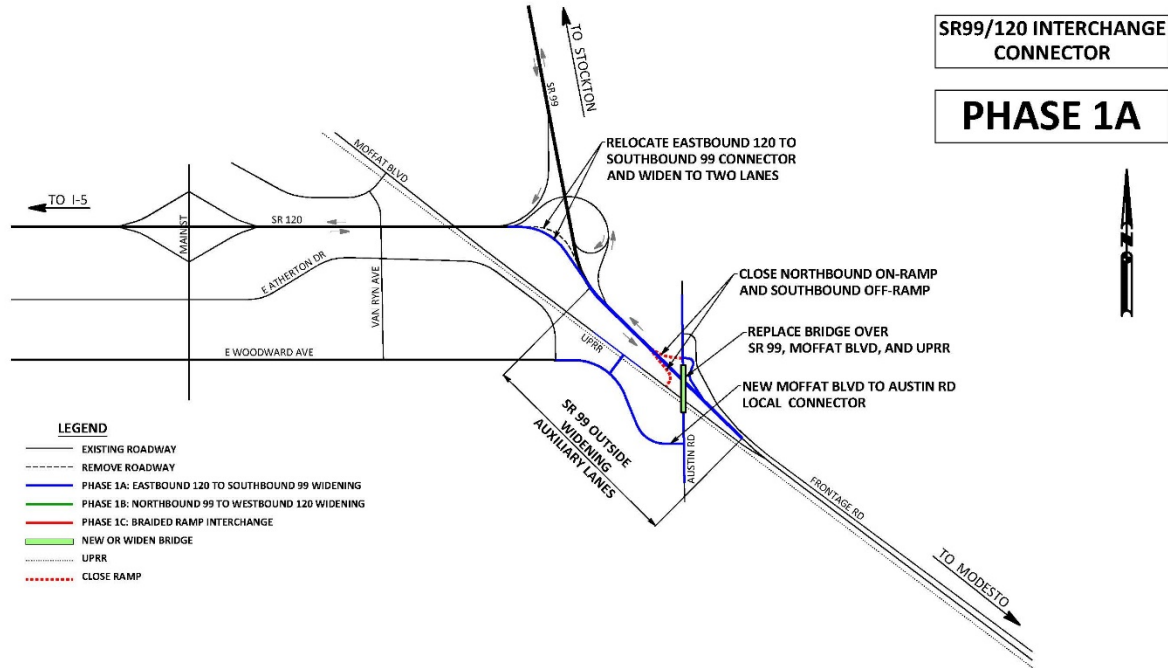 SR99/120 INTERCHANGE
CONNECTOR
PHASE 1A
TO STOCKTON
SR 99
RELOCATE EASTBOUND 120 TO
SOUTHBOUND 99 CONNECTOR
AND WIDEN TO TWO LANES
MOFFAT BLVD
TO I-5
MAIN ST
SR 120
E ATHERTON DR
VAN RYN AVE
CLOSE NORTHBOUND ON-RAMP
AND SOUTHBOUND OFF-RAMP
REPLACE BRIDGE OVER
SR 99, MOFFAT BLVD, AND UPRR
UPRR
E WOODWARD AVE
NEW MOFFAT BLVD TO AUSTIN RD
LOCAL CONNECTOR
SR 99 OUTSIDE
WIDENING
AUXILIARY LANES
AUSTIN RD
FRONTAGE RD
TO MODESTO
LEGEND
EXISTING ROADWAY
REMOVE ROADWAY
PHASE 1A: EASTBOUND 120 TO SOUTHBOUND 99 WIDENING
PHASE 1B: NORTHBOUND 99 TO WESTBOUND 120 WIDENING
PHASE 1C: BRAIDED RAMP INTERCHANGE
NEW OR WIDEN BRIDGE
UPRR
CLOSE RAMP